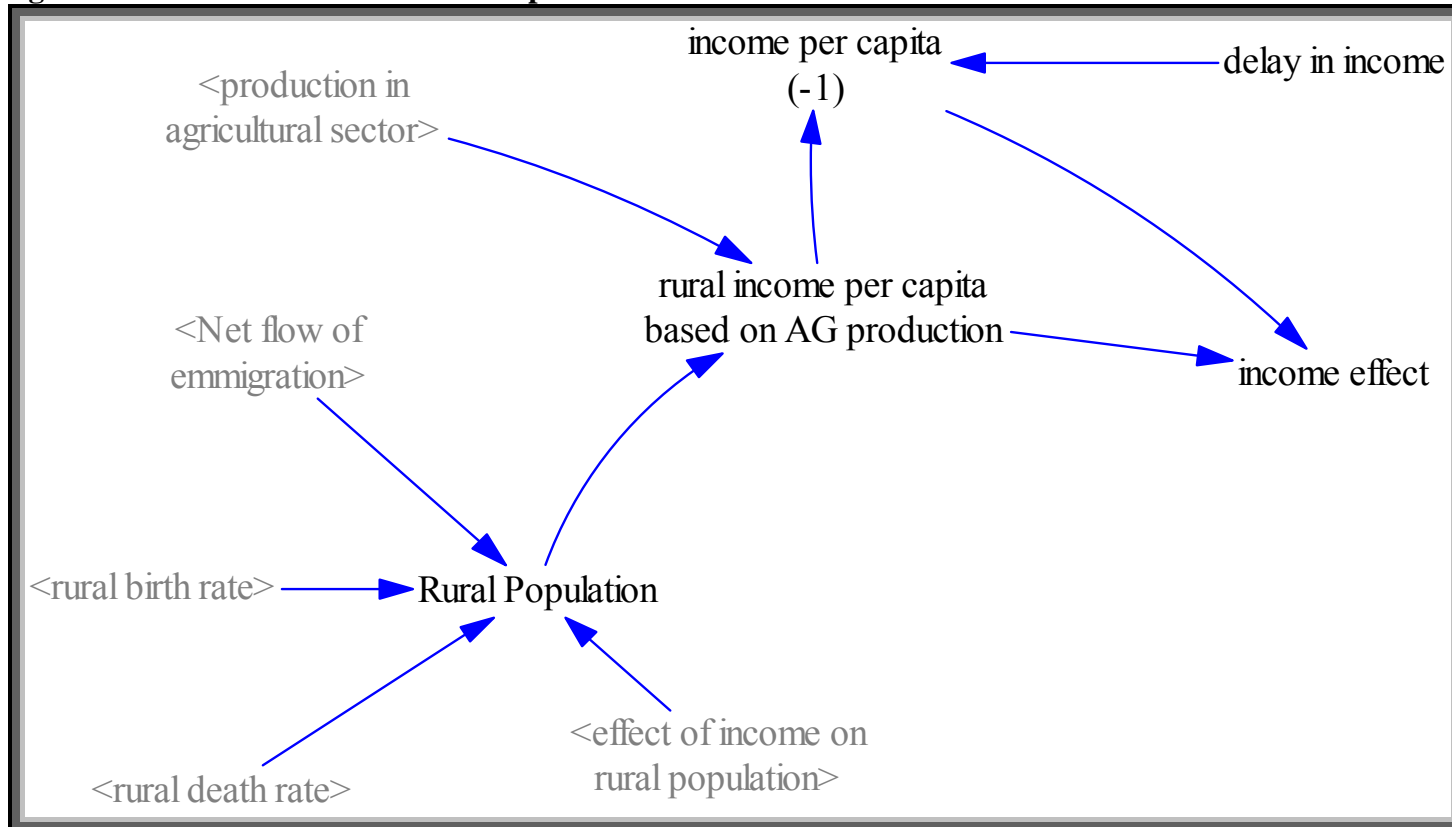 income per capita
(-1)
delay in income
<production in
agricultural sector>
rural income per capita
based on AG production
<Net flow of
emmigration>
income effect
<rural birth rate>
Rural Population
<effect of income on
rural population>
<rural death rate>